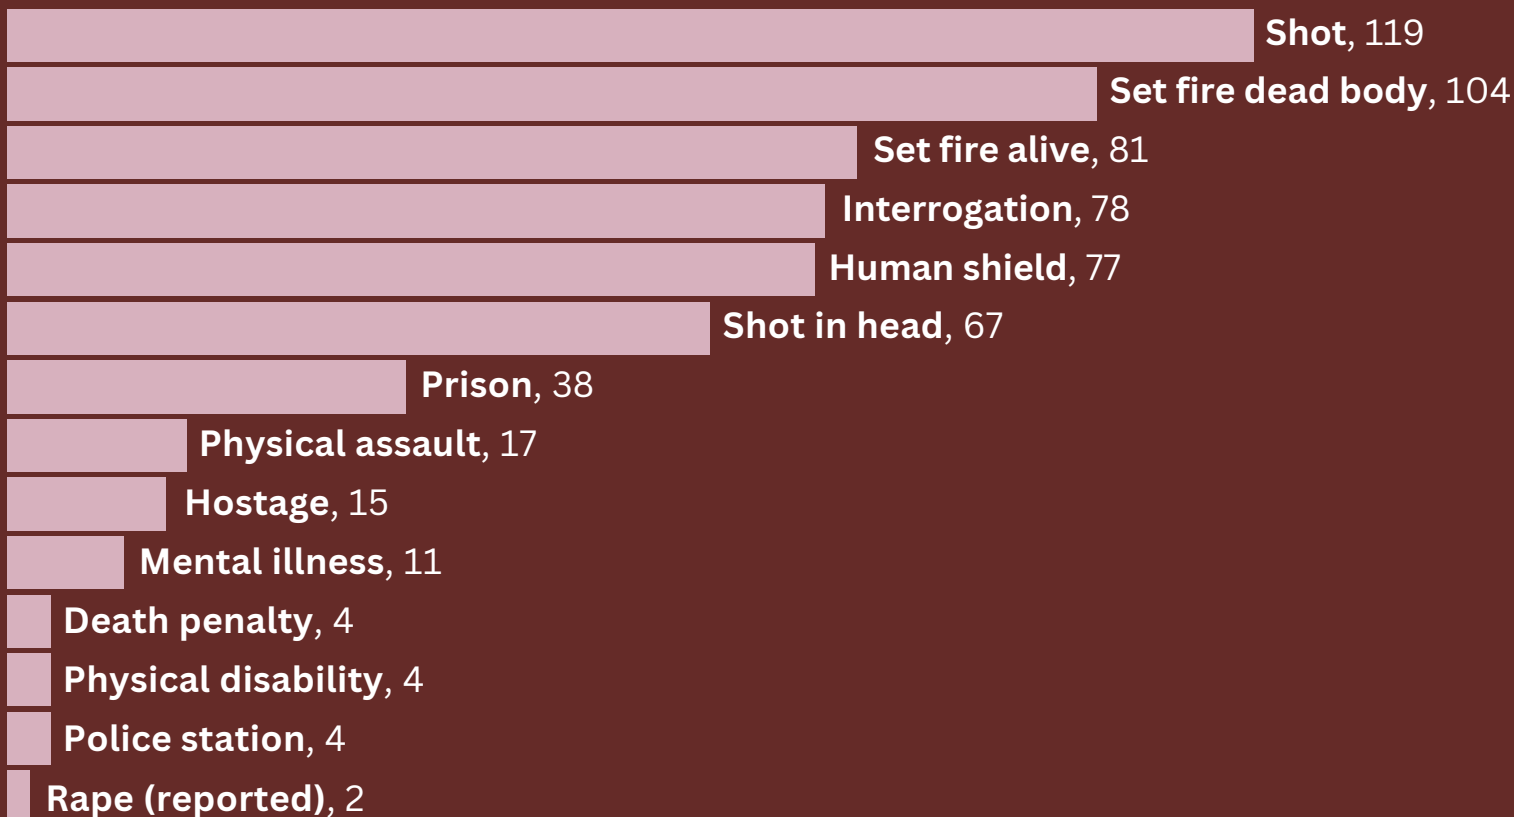 Shot, 119
Set fire dead body, 104
Set fire alive, 81
Interrogation, 78
Human shield, 77
Shot in head, 67
Prison, 38
Physical assault, 17
Hostage, 15
Mental illness, 11
Death penalty, 4
Physical disability, 4
Police station, 4
Rape (reported), 2